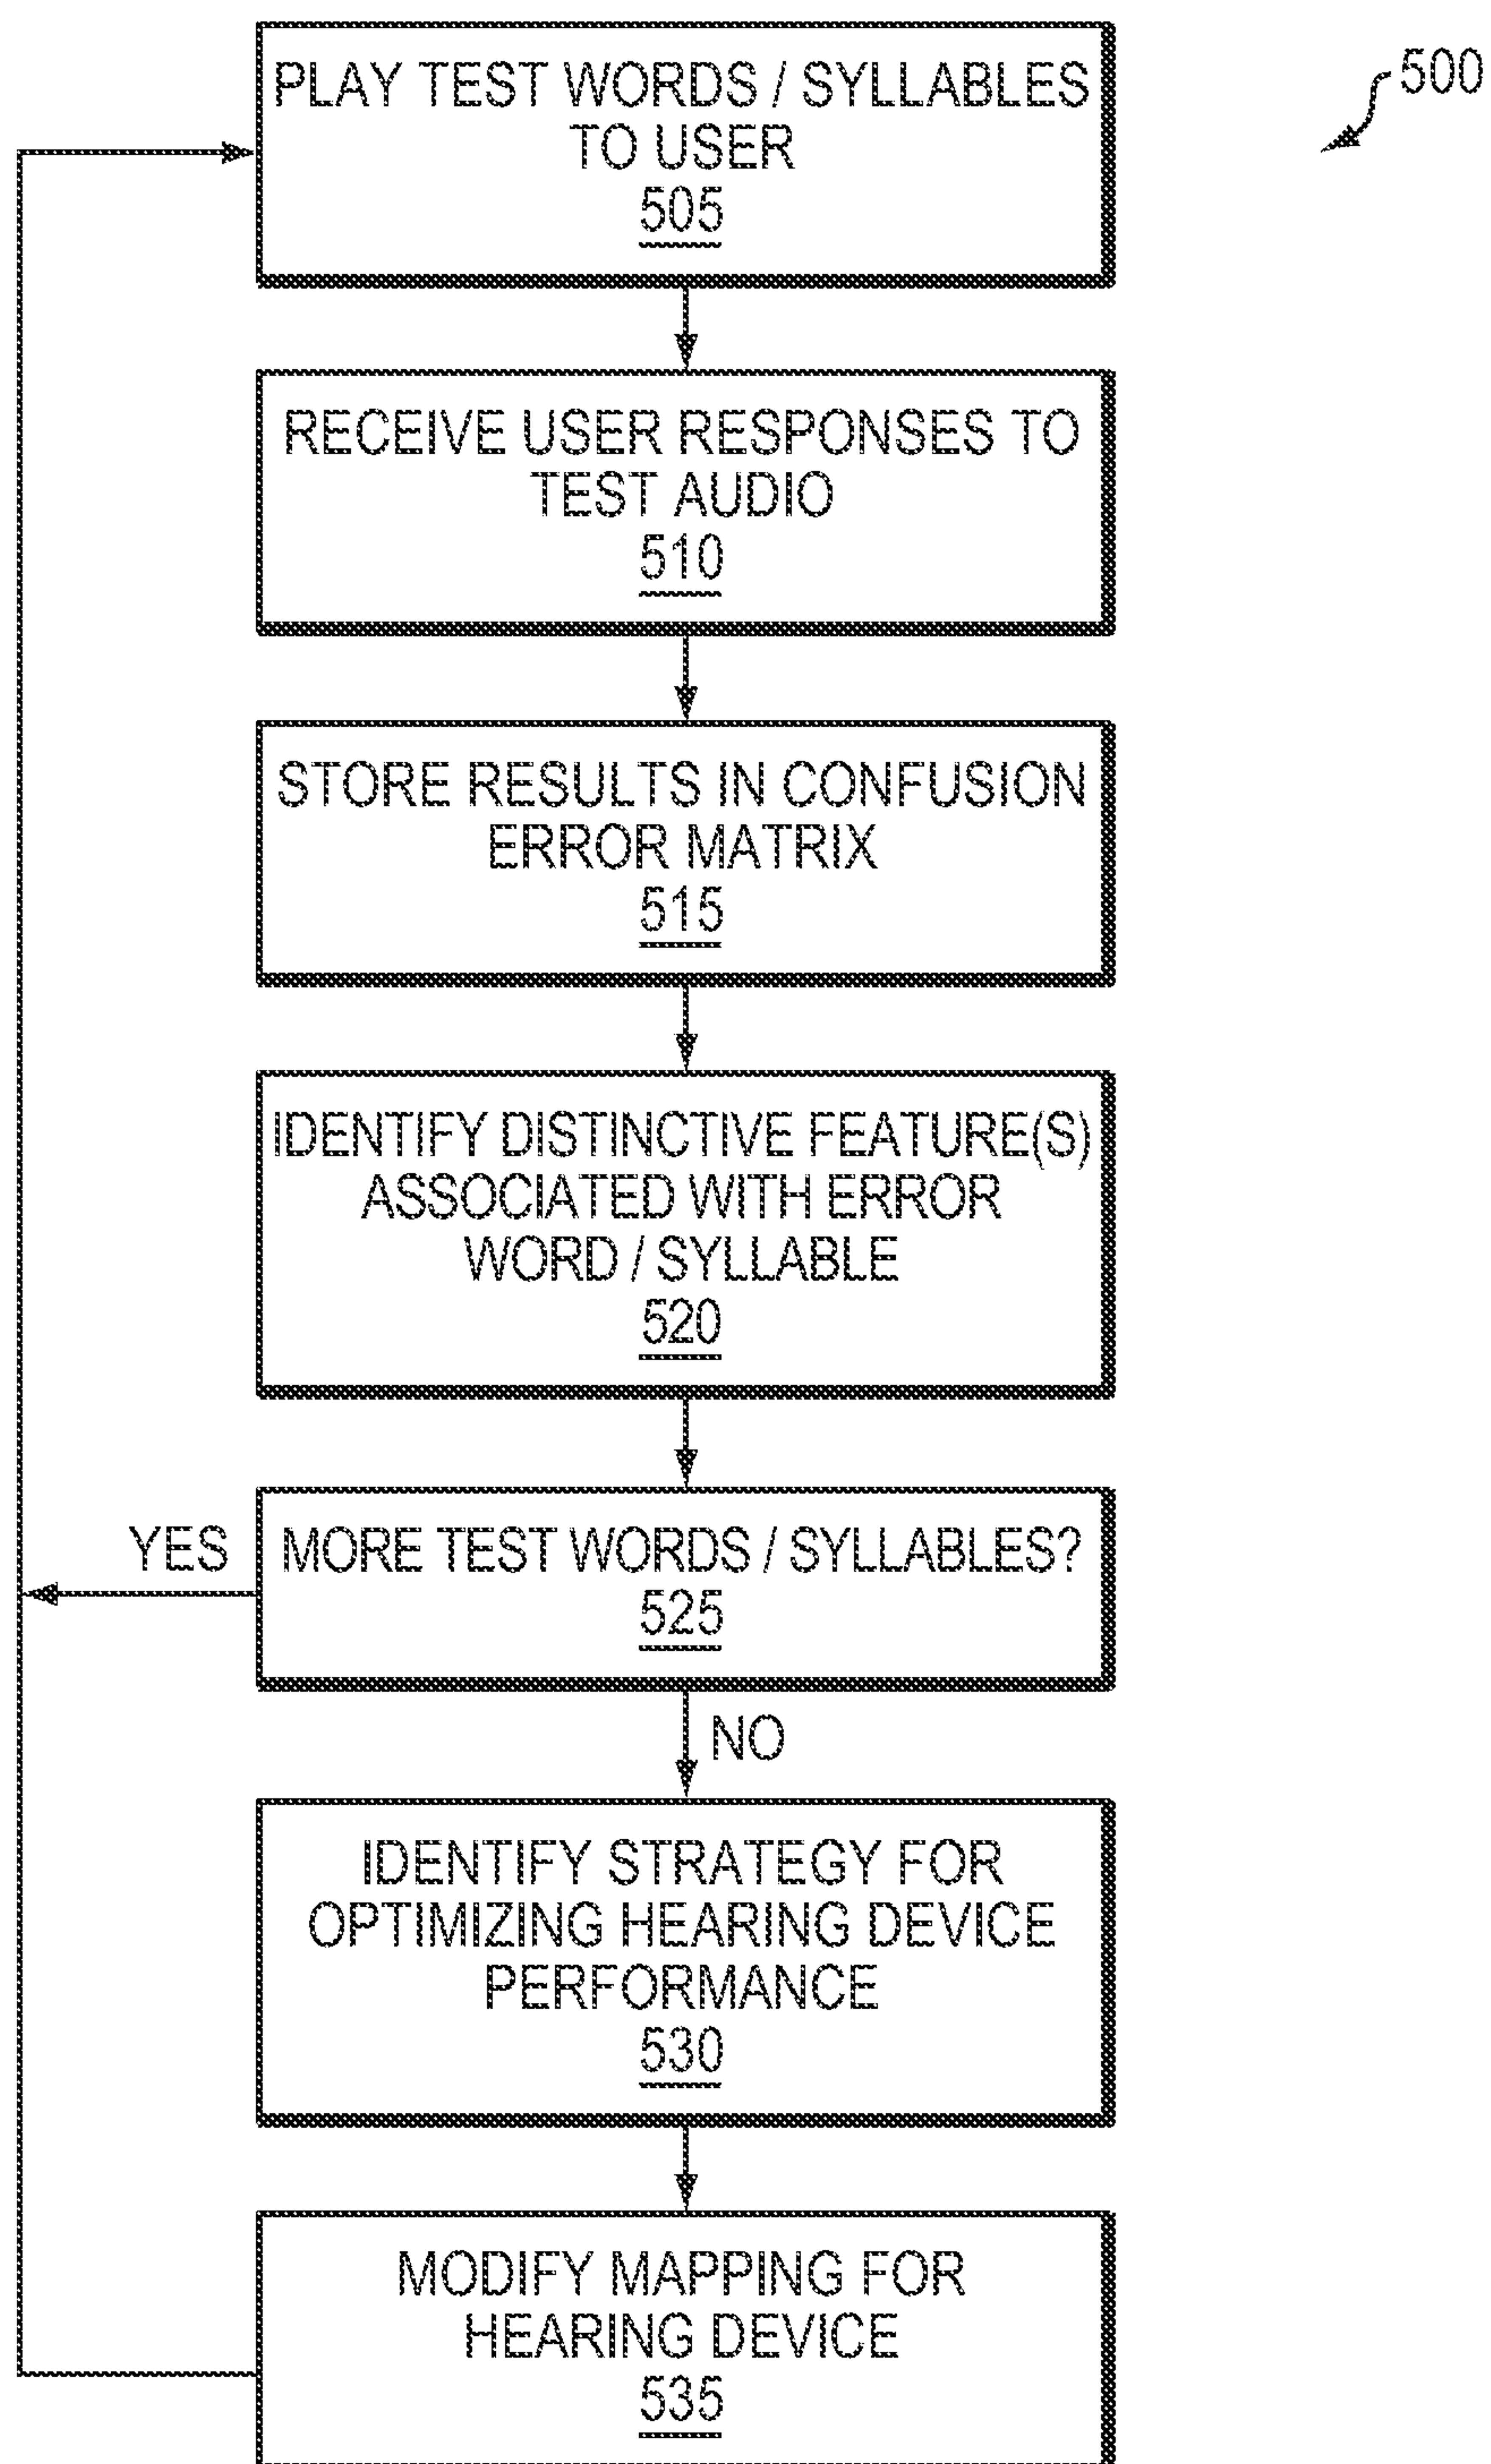 500
PLAY TEST WORDS / SYLLABLES
TO USER
505
RECEIVE USER RESPONSES TO
TEST AUDIO
510
STORE RESULTS IN CONFUSION
ERROR MATRIX
515
IDENTIFY DISTINCTIVE FEATURE(S)
ASSOCIATED WITH ERROR
WORD / SYLLABLE
520
YES
MORE TEST WORDS / SYLLABLES?
525
NO
IDENTIFY STRATEGY FOR
OPTIMIZING HEARING DEVICE
PERFORMANCE
530
MODIFY MAPPING FOR
HEARING DEVICE
535